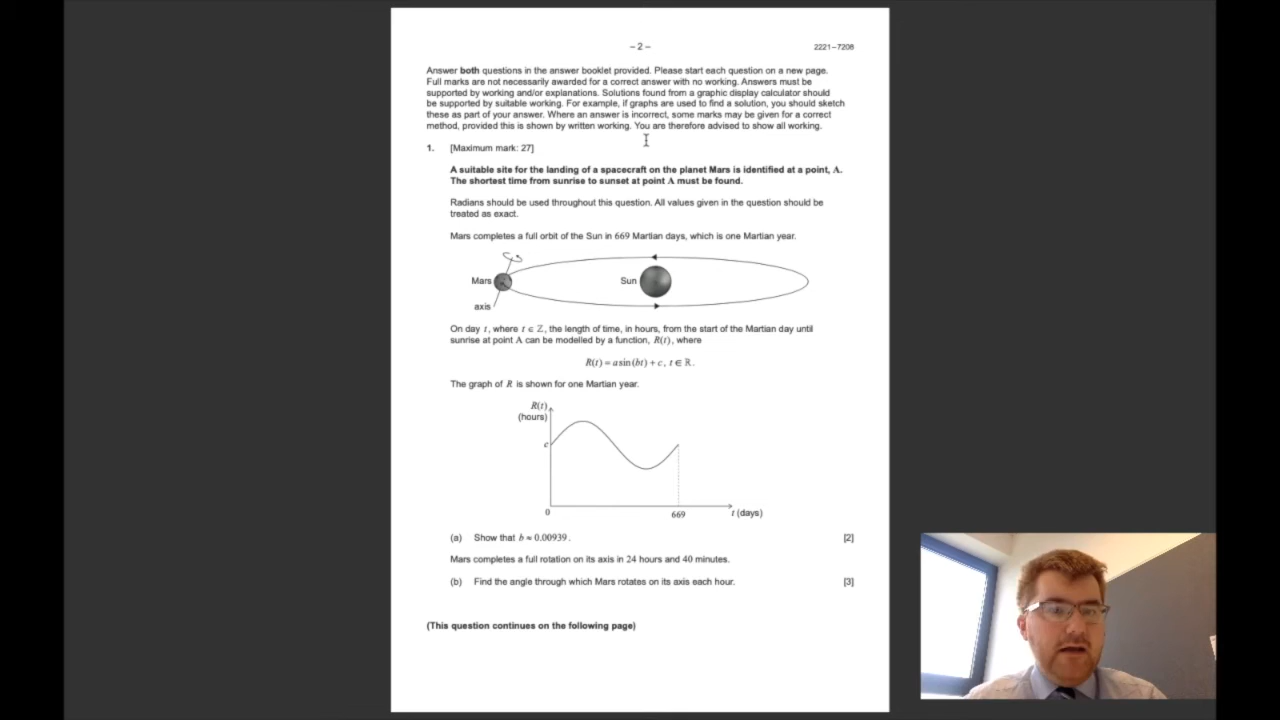 – 2 –
2221–7208
Answer both questions in the answer booklet provided. Please start each question on a new page.
Full marks are not necessarily awarded for a correct answer with no working. Answers must be
supported by working and/or explanations. Solutions found from a graphic display calculator should
be supported by suitable working. For example, if graphs are used to find a solution, you should sketch
these as part of your answer. Where an answer is incorrect, some marks may be given for a correct
method, provided this is shown by written working. You are therefore advised to show all working.
1. [Maximum mark: 27]
A suitable site for the landing of a spacecraft on the planet Mars is identified at a point, A.
The shortest time from sunrise to sunset at point A must be found.
Radians should be used throughout this question. All values given in the question should be
treated as exact.
Mars completes a full orbit of the Sun in 669 Martian days, which is one Martian year.
Mars
Sun
axis
On day t, where t ∈ ℤ, the length of time, in hours, from the start of the Martian day until
sunrise at point A can be modelled by a function, R(t), where
R(t) = a sin(bt) + c, t ∈ ℝ.
The graph of R is shown for one Martian year.
R(t)
(hours)
c
0
669
t (days)
(a) Show that b ≈ 0.00939. [2]
Mars completes a full rotation on its axis in 24 hours and 40 minutes.
(b) Find the angle through which Mars rotates on its axis each hour. [3]
(This question continues on the following page)